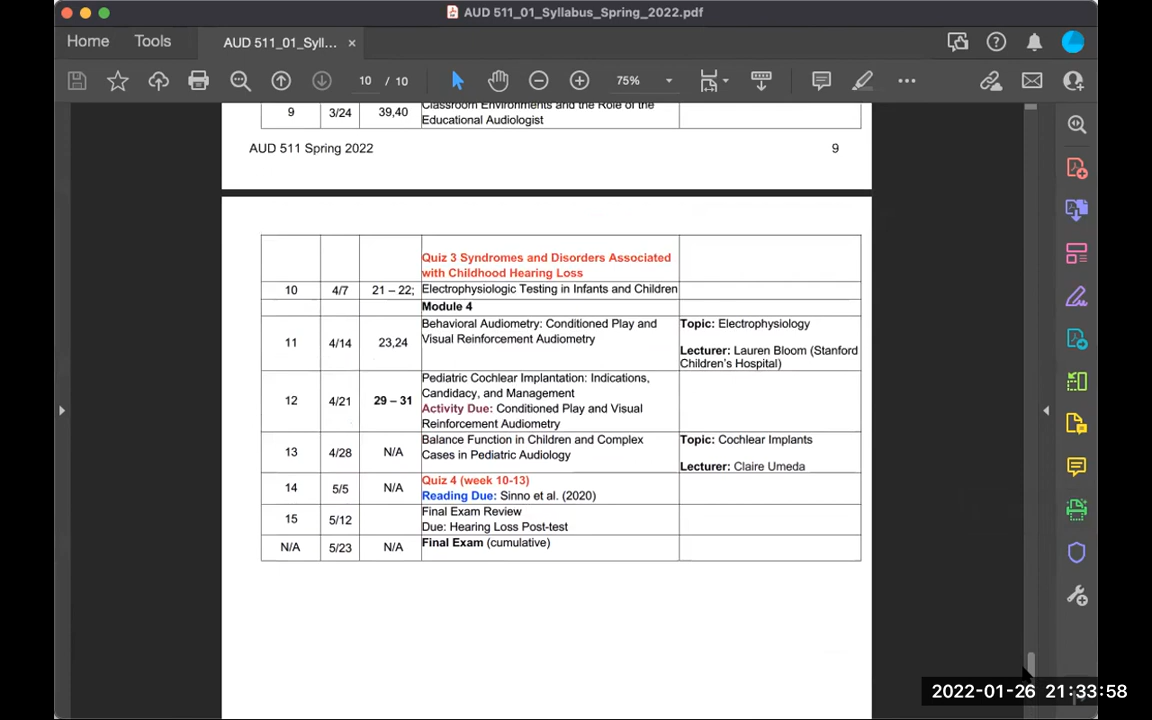 AUD 511_01_Syllabus_Spring_2022.pdf
Home Tools AUD 511_01_Syll... ×
10 / 10 75%
9 3/24 39,40 Classroom Environments and the Role of the
Educational Audiologist
AUD 511 Spring 2022 9
Quiz 3 Syndromes and Disorders Associated
with Childhood Hearing Loss
10 4/7 21 – 22; Electrophysiologic Testing in Infants and Children
Module 4
11 4/14 23,24 Behavioral Audiometry: Conditioned Play and
Visual Reinforcement Audiometry
Topic: Electrophysiology
Lecturer: Lauren Bloom (Stanford
Children's Hospital)
12 4/21 29 – 31 Pediatric Cochlear Implantation: Indications,
Candidacy, and Management
Activity Due: Conditioned Play and Visual
Reinforcement Audiometry
13 4/28 N/A Balance Function in Children and Complex
Cases in Pediatric Audiology
Topic: Cochlear Implants
Lecturer: Claire Umeda
14 5/5 N/A Quiz 4 (week 10-13)
Reading Due: Sinno et al. (2020)
15 5/12 Final Exam Review
Due: Hearing Loss Post-test
N/A 5/23 N/A Final Exam (cumulative)
2022-01-26 21:33:58